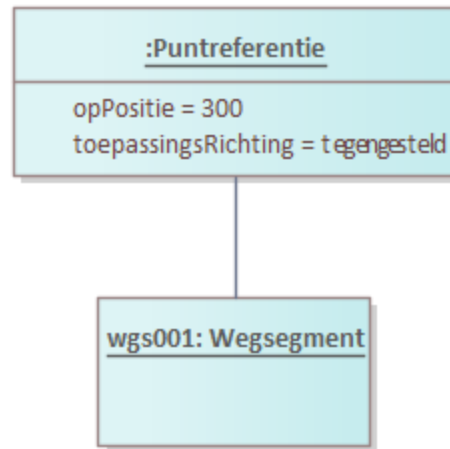 :Puntreferentie
opPositie = 300
toepassingsRichting = tegengesteld
wgs001: Wegsegment